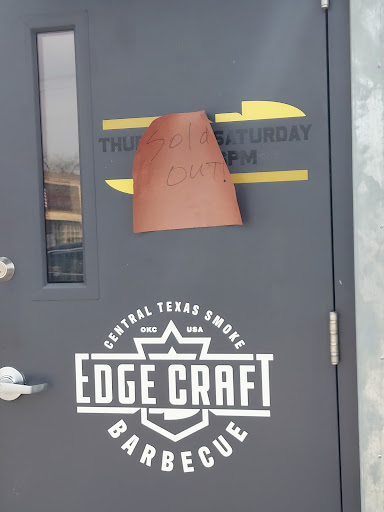 THU SATURDAY
PM
Sold
OUT.
CENTRAL TEXAS SMOKE
OKC USA
EDGE CRAFT
BARBECUE